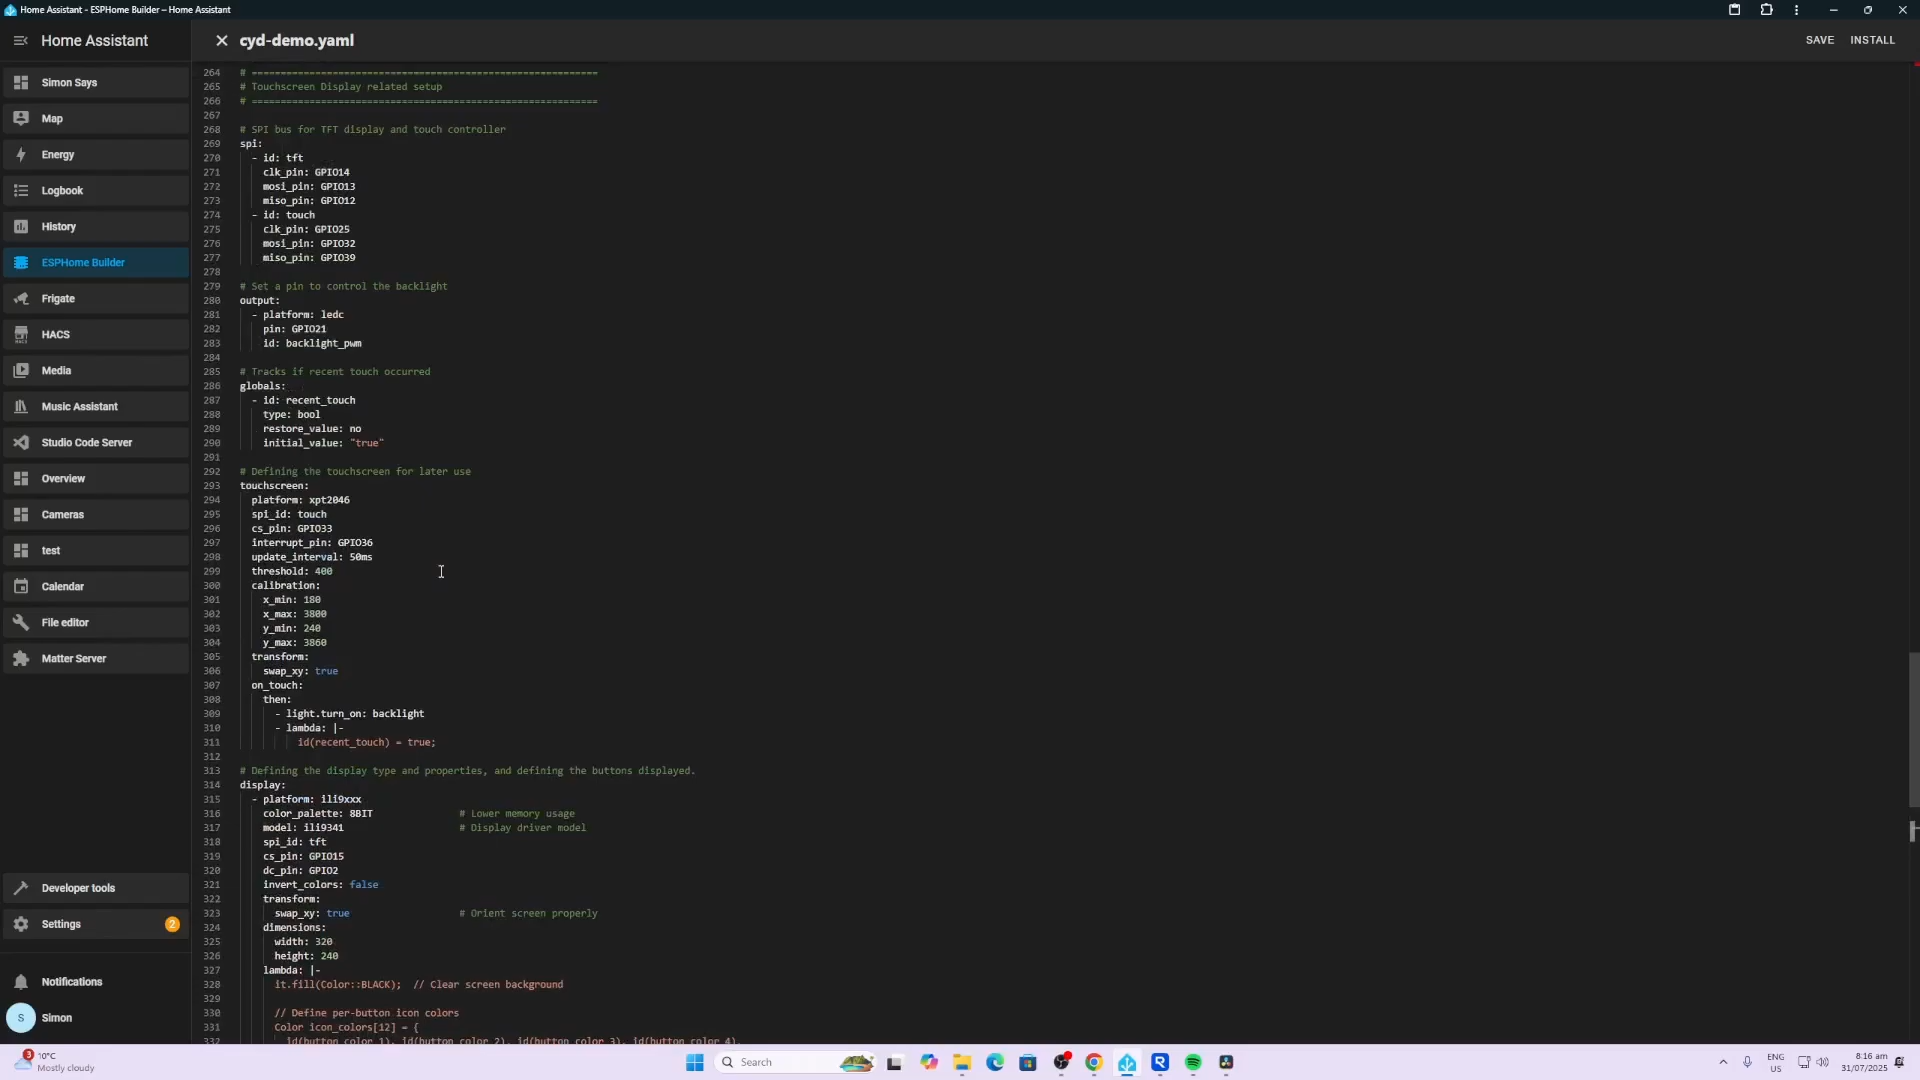 Home Assistant - ESPHome Builder – Home Assistant
Home Assistant
cyd-demo.yaml
SAVE
INSTALL
Simon Says
Map
Energy
Logbook
History
ESPHome Builder
Frigate
HACS
Media
Music Assistant
Studio Code Server
Overview
Cameras
test
Calendar
File editor
Matter Server
Developer tools
Settings
2
Notifications
S
Simon
264 # ============================================================
265 # Touchscreen Display related setup
266 # ============================================================
267
268 # SPI bus for TFT display and touch controller
269 spi:
270 - id: tft
271 clk_pin: GPIO14
272 mosi_pin: GPIO13
273 miso_pin: GPIO12
274 - id: touch
275 clk_pin: GPIO25
276 mosi_pin: GPIO32
277 miso_pin: GPIO39
278
279 # Set a pin to control the backlight
280 output:
281 - platform: ledc
282 pin: GPIO21
283 id: backlight_pwm
284
285 # Tracks if recent touch occurred
286 globals:
287 - id: recent_touch
288 type: bool
289 restore_value: no
290 initial_value: "true"
291
292 # Defining the touchscreen for later use
293 touchscreen:
294 platform: xpt2046
295 spi_id: touch
296 cs_pin: GPIO33
297 interrupt_pin: GPIO36
298 update_interval: 50ms
299 threshold: 400
300 calibration:
301 x_min: 180
302 x_max: 3800
303 y_min: 240
304 y_max: 3860
305 transform:
306 swap_xy: true
307 on_touch:
308 then:
309 - light.turn_on: backlight
310 - lambda: |-
311 id(recent_touch) = true;
312
313 # Defining the display type and properties, and defining the buttons displayed.
314 display:
315 - platform: ili9xxx
316 color_palette: 8BIT # Lower memory usage
317 model: ili9341 # Display driver model
318 spi_id: tft
319 cs_pin: GPIO15
320 dc_pin: GPIO2
321 invert_colors: false
322 transform:
323 swap_xy: true # Orient screen properly
324 dimensions:
325 width: 320
326 height: 240
327 lambda: |-
328 it.fill(Color::BLACK); // Clear screen background
329
330 // Define per-button icon colors
331 Color icon_colors[12] = {
332 id(button_color_1), id(button_color_2), id(button_color_3), id(button_color_4),
3
10°C
Mostly cloudy
Search
ENG
US
8:16 am
31/07/2025